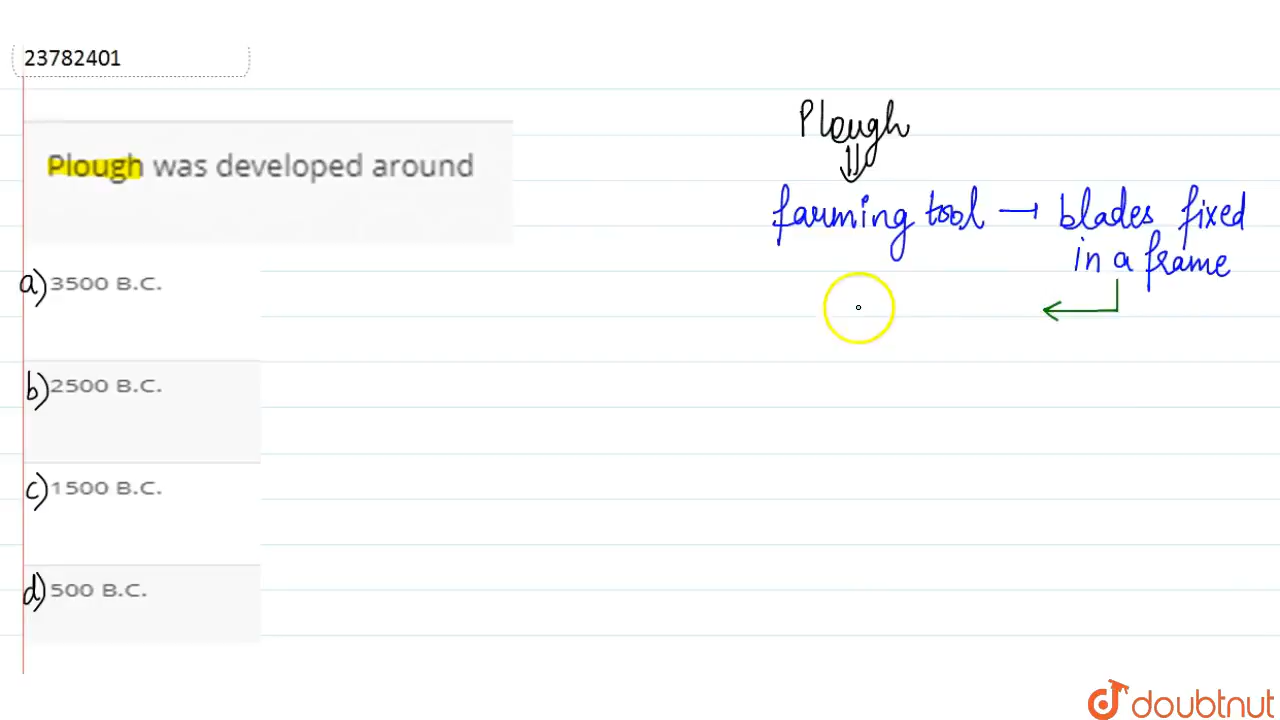 23782401
Plough was developed around
a) 3500 B.C.
b) 2500 B.C.
c) 1500 B.C.
d) 500 B.C.
Plough
farming tool → blades fixed
in a frame
doubtnut